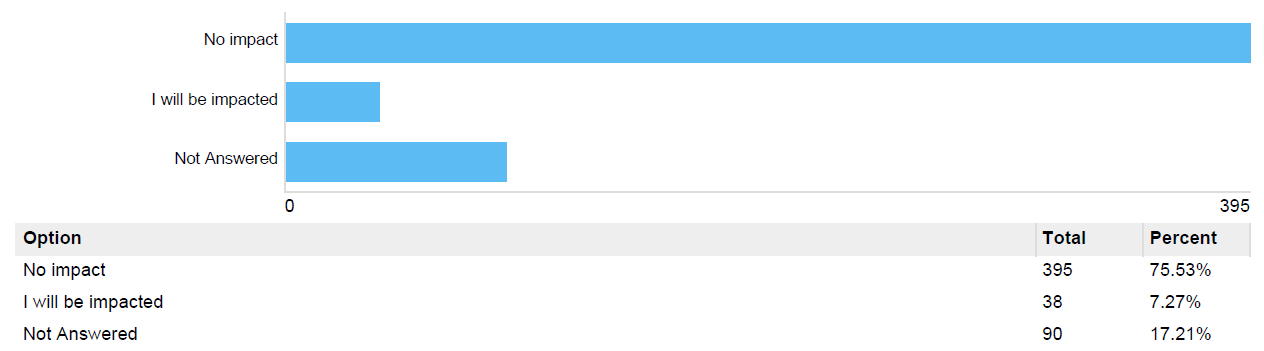 No impact
I will be impacted
Not Answered
0 395
Option Total Percent
No impact 395 75.53%
I will be impacted 38 7.27%
Not Answered 90 17.21%